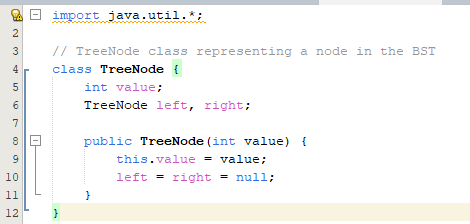 1 import java.util.*;
2
3 // TreeNode class representing a node in the BST
4 class TreeNode {
5 int value;
6 TreeNode left, right;
7
8 public TreeNode(int value) {
9 this.value = value;
10 left = right = null;
11 }
12 }